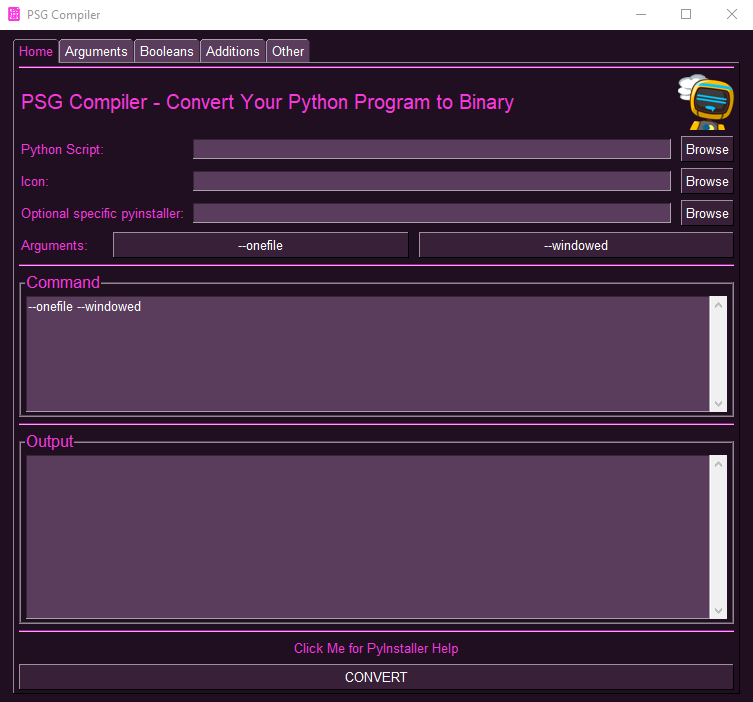 PSG Compiler
Home Arguments Booleans Additions Other
PSG Compiler - Convert Your Python Program to Binary
Python Script: Browse
Icon: Browse
Optional specific pyinstaller: Browse
Arguments: --onefile --windowed
Command
--onefile --windowed
Output
Click Me for PyInstaller Help
CONVERT